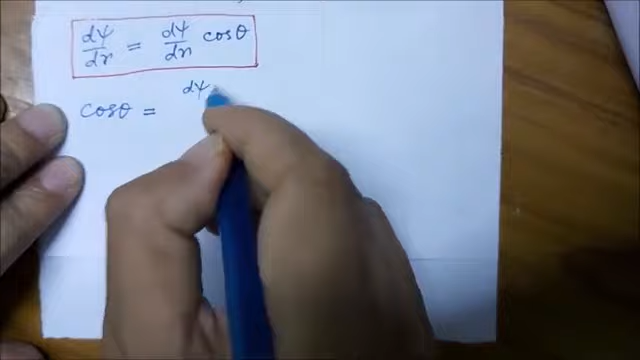 dψ/dr = dψ/dn cosθ
cosθ = dψ